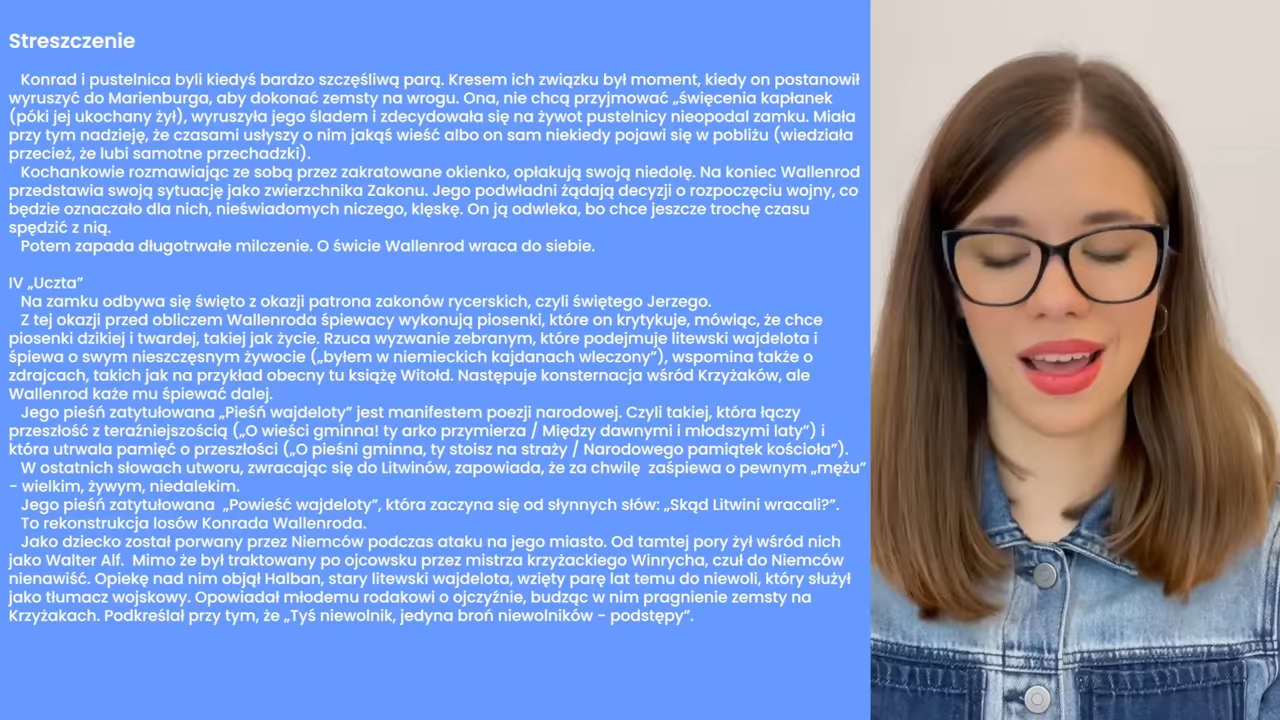 Streszczenie
Konrad i pustelnica byli kiedyś bardzo szczęśliwą parą. Kresem ich związku był moment, kiedy on postanowił
wyruszyć do Marienburga, aby dokonać zemsty na wrogu. Ona, nie chcą przyjmować „święcenia kapłanek
(póki jej ukochany żył), wyruszyła jego śladem i zdecydowała się na żywot pustelnicy nieopodal zamku. Miała
przy tym nadzieję, że czasami usłyszy o nim jakąś wieść albo on sam niekiedy pojawi się w pobliżu (wiedziała
przecież, że lubi samotne przechadzki).
Kochankowie rozmawiając ze sobą przez zakratowane okienko, opłakują swoją niedolę. Na koniec Wallenrod
przedstawia swoją sytuację jako zwierzchnika Zakonu. Jego podwładni żądają decyzji o rozpoczęciu wojny, co
będzie oznaczało dla nich, nieświadomych niczego, klęskę. On ją odwleka, bo chce jeszcze trochę czasu
spędzić z nią.
Potem zapada długotrwałe milczenie. O świcie Wallenrod wraca do siebie.
IV „Uczta”
Na zamku odbywa się święto z okazji patrona zakonów rycerskich, czyli świętego Jerzego.
Z tej okazji przed obliczem Wallenroda śpiewacy wykonują piosenki, które on krytykuje, mówiąc, że chce
piosenki dzikiej i twardej, takiej jak życie. Rzuca wyzwanie zebranym, które podejmuje litewski wajdelota i
śpiewa o swym nieszczęsnym żywocie („byłem w niemieckich kajdanach wleczony”), wspomina także o
zdrajcach, takich jak na przykład obecny tu książę Witołd. Następuje konsternacja wśród Krzyżaków, ale
Wallenrod każe mu śpiewać dalej.
Jego pieśń zatytułowana „Pieśń wajdeloty” jest manifestem poezji narodowej. Czyli takiej, która łączy
przeszłość z teraźniejszością („O wieści gminna! ty arko przymierza / Między dawnymi i młodszymi laty”) i
która utrwala pamięć o przeszłości („O pieśni gminna, ty stoisz na straży / Narodowego pamiątek kościoła”).
W ostatnich słowach utworu, zwracając się do Litwinów, zapowiada, że za chwilę zaśpiewa o pewnym „mężu”
- wielkim, żywym, niedalekim.
Jego pieśń zatytułowana „Powieść wajdeloty”, która zaczyna się od słynnych słów: „Skąd Litwini wracali?”.
To rekonstrukcja losów Konrada Wallenroda.
Jako dziecko został porwany przez Niemców podczas ataku na jego miasto. Od tamtej pory żył wśród nich
jako Walter Alf. Mimo że był traktowany po ojcowsku przez mistrza krzyżackiego Winrycha, czuł do Niemców
nienawiść. Opiekę nad nim objął Halban, stary litewski wajdelota, wzięty parę lat temu do niewoli, który służył
jako tłumacz wojskowy. Opowiadał młodemu rodakowi o ojczyźnie, budząc w nim pragnienie zemsty na
Krzyżakach. Podkreślał przy tym, że „Tyś niewolnik, jedyna broń niewolników - podstępy”.